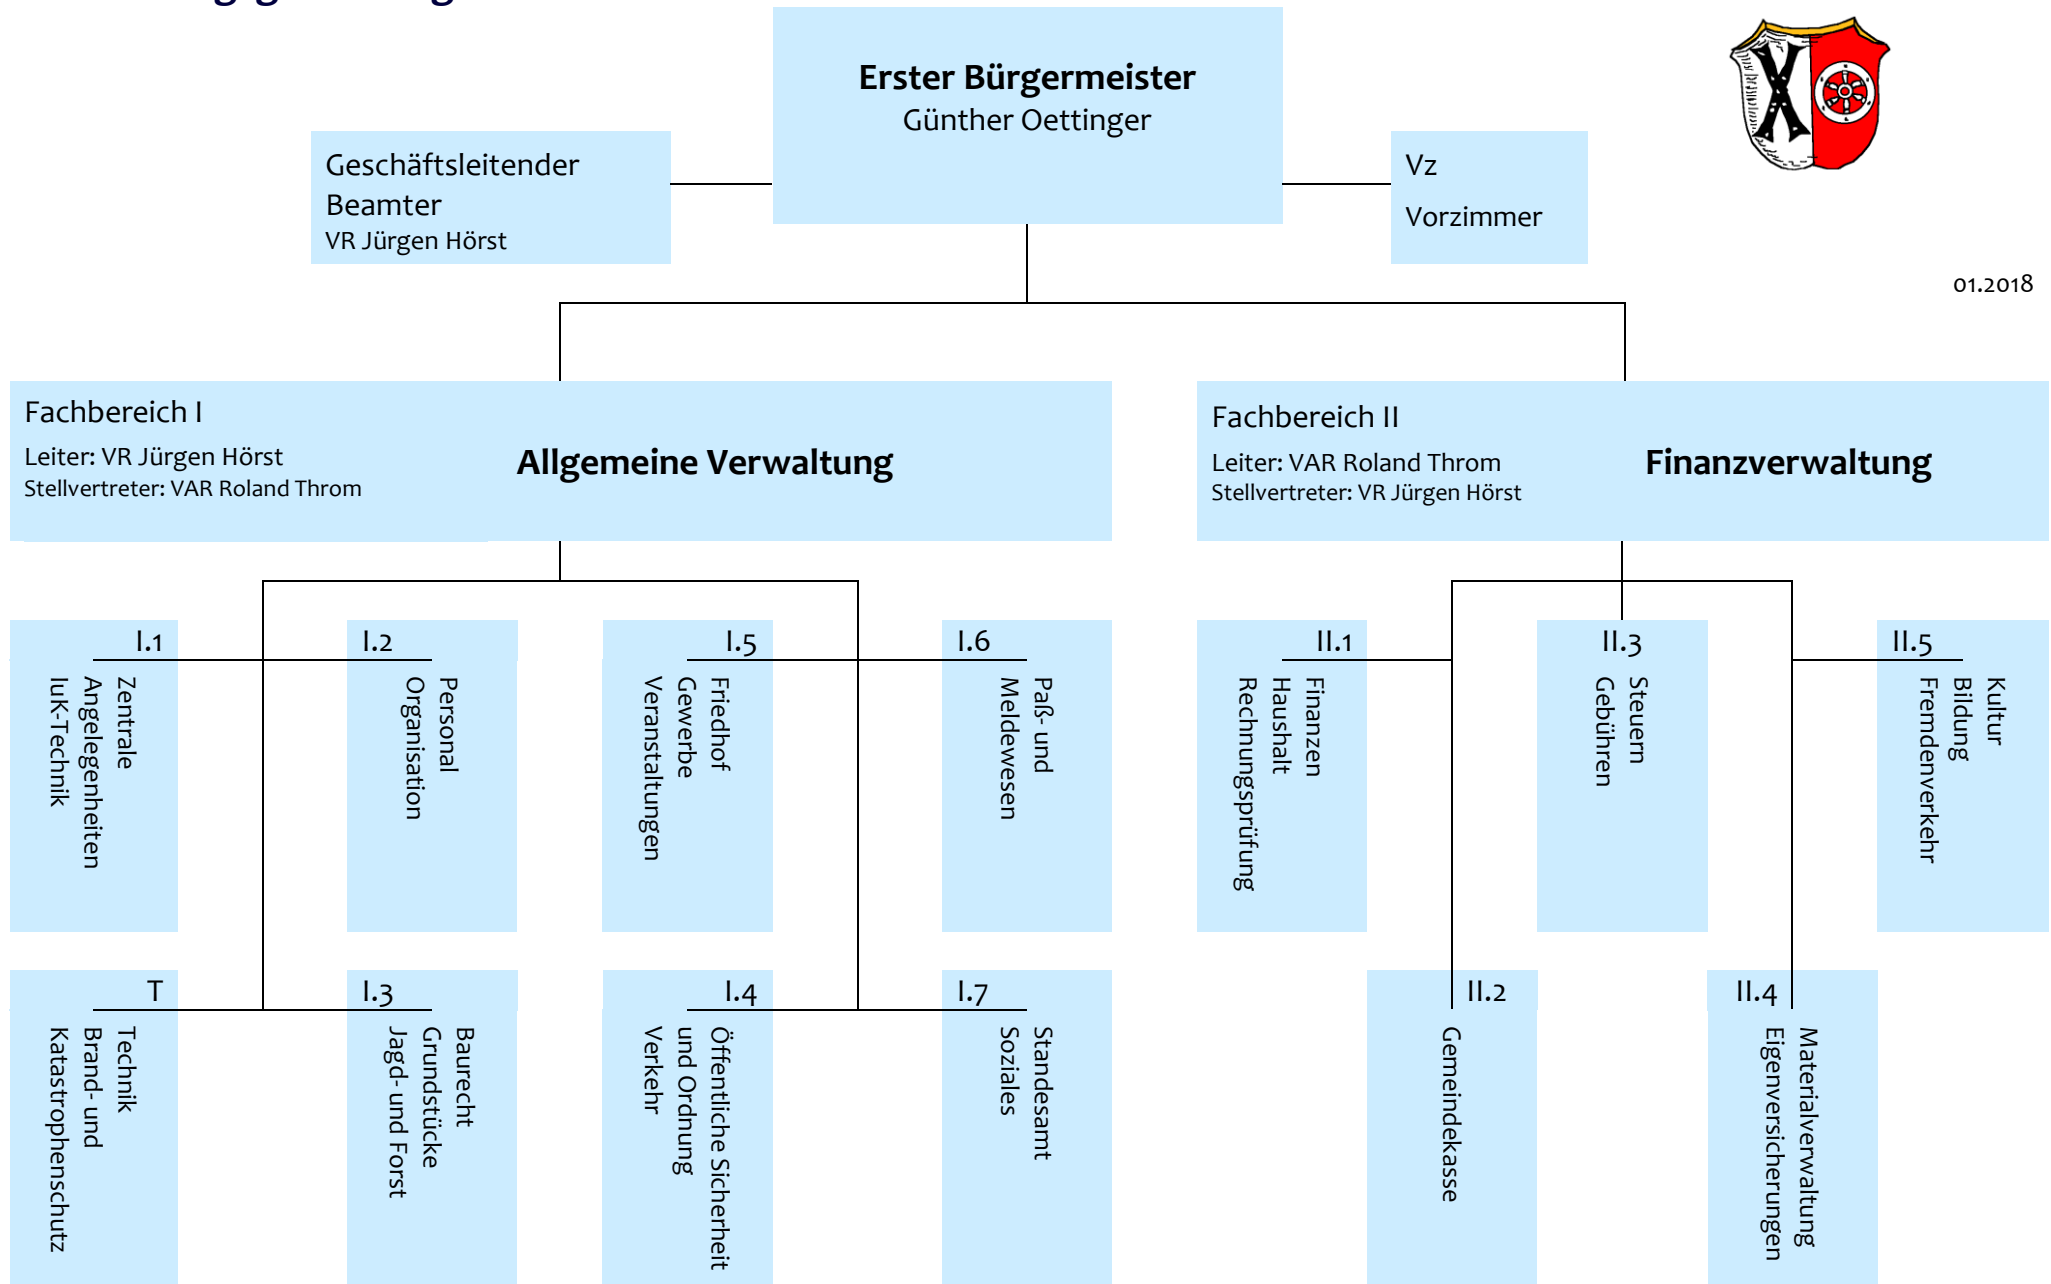 Erster Bürgermeister
Günther Oettinger
Geschäftsleitender
Beamter
VR Jürgen Hörst
Vz
Vorzimmer
01.2018
Fachbereich I
Leiter: VR Jürgen Hörst
Stellvertreter: VAR Roland Throm
Allgemeine Verwaltung
Fachbereich II
Leiter: VAR Roland Throm
Stellvertreter: VR Jürgen Hörst
Finanzverwaltung
I.1
Zentrale
Angelegenheiten
IuK-Technik
I.2
Personal
Organisation
I.5
Friedhof
Gewerbe
Veranstaltungen
I.6
Paß- und
Meldewesen
II.1
Finanzen
Haushalt
Rechnungsprüfung
II.3
Steuern
Gebühren
II.5
Kultur
Bildung
Fremdenverkehr
T
Technik
Brand- und
Katastrophenschutz
I.3
Baurecht
Grundstücke
Jagd- und Forst
I.4
Öffentliche Sicherheit
und Ordnung
Verkehr
I.7
Standesamt
Soziales
II.2
Gemeindekasse
II.4
Materialverwaltung
Eigenversicherungen